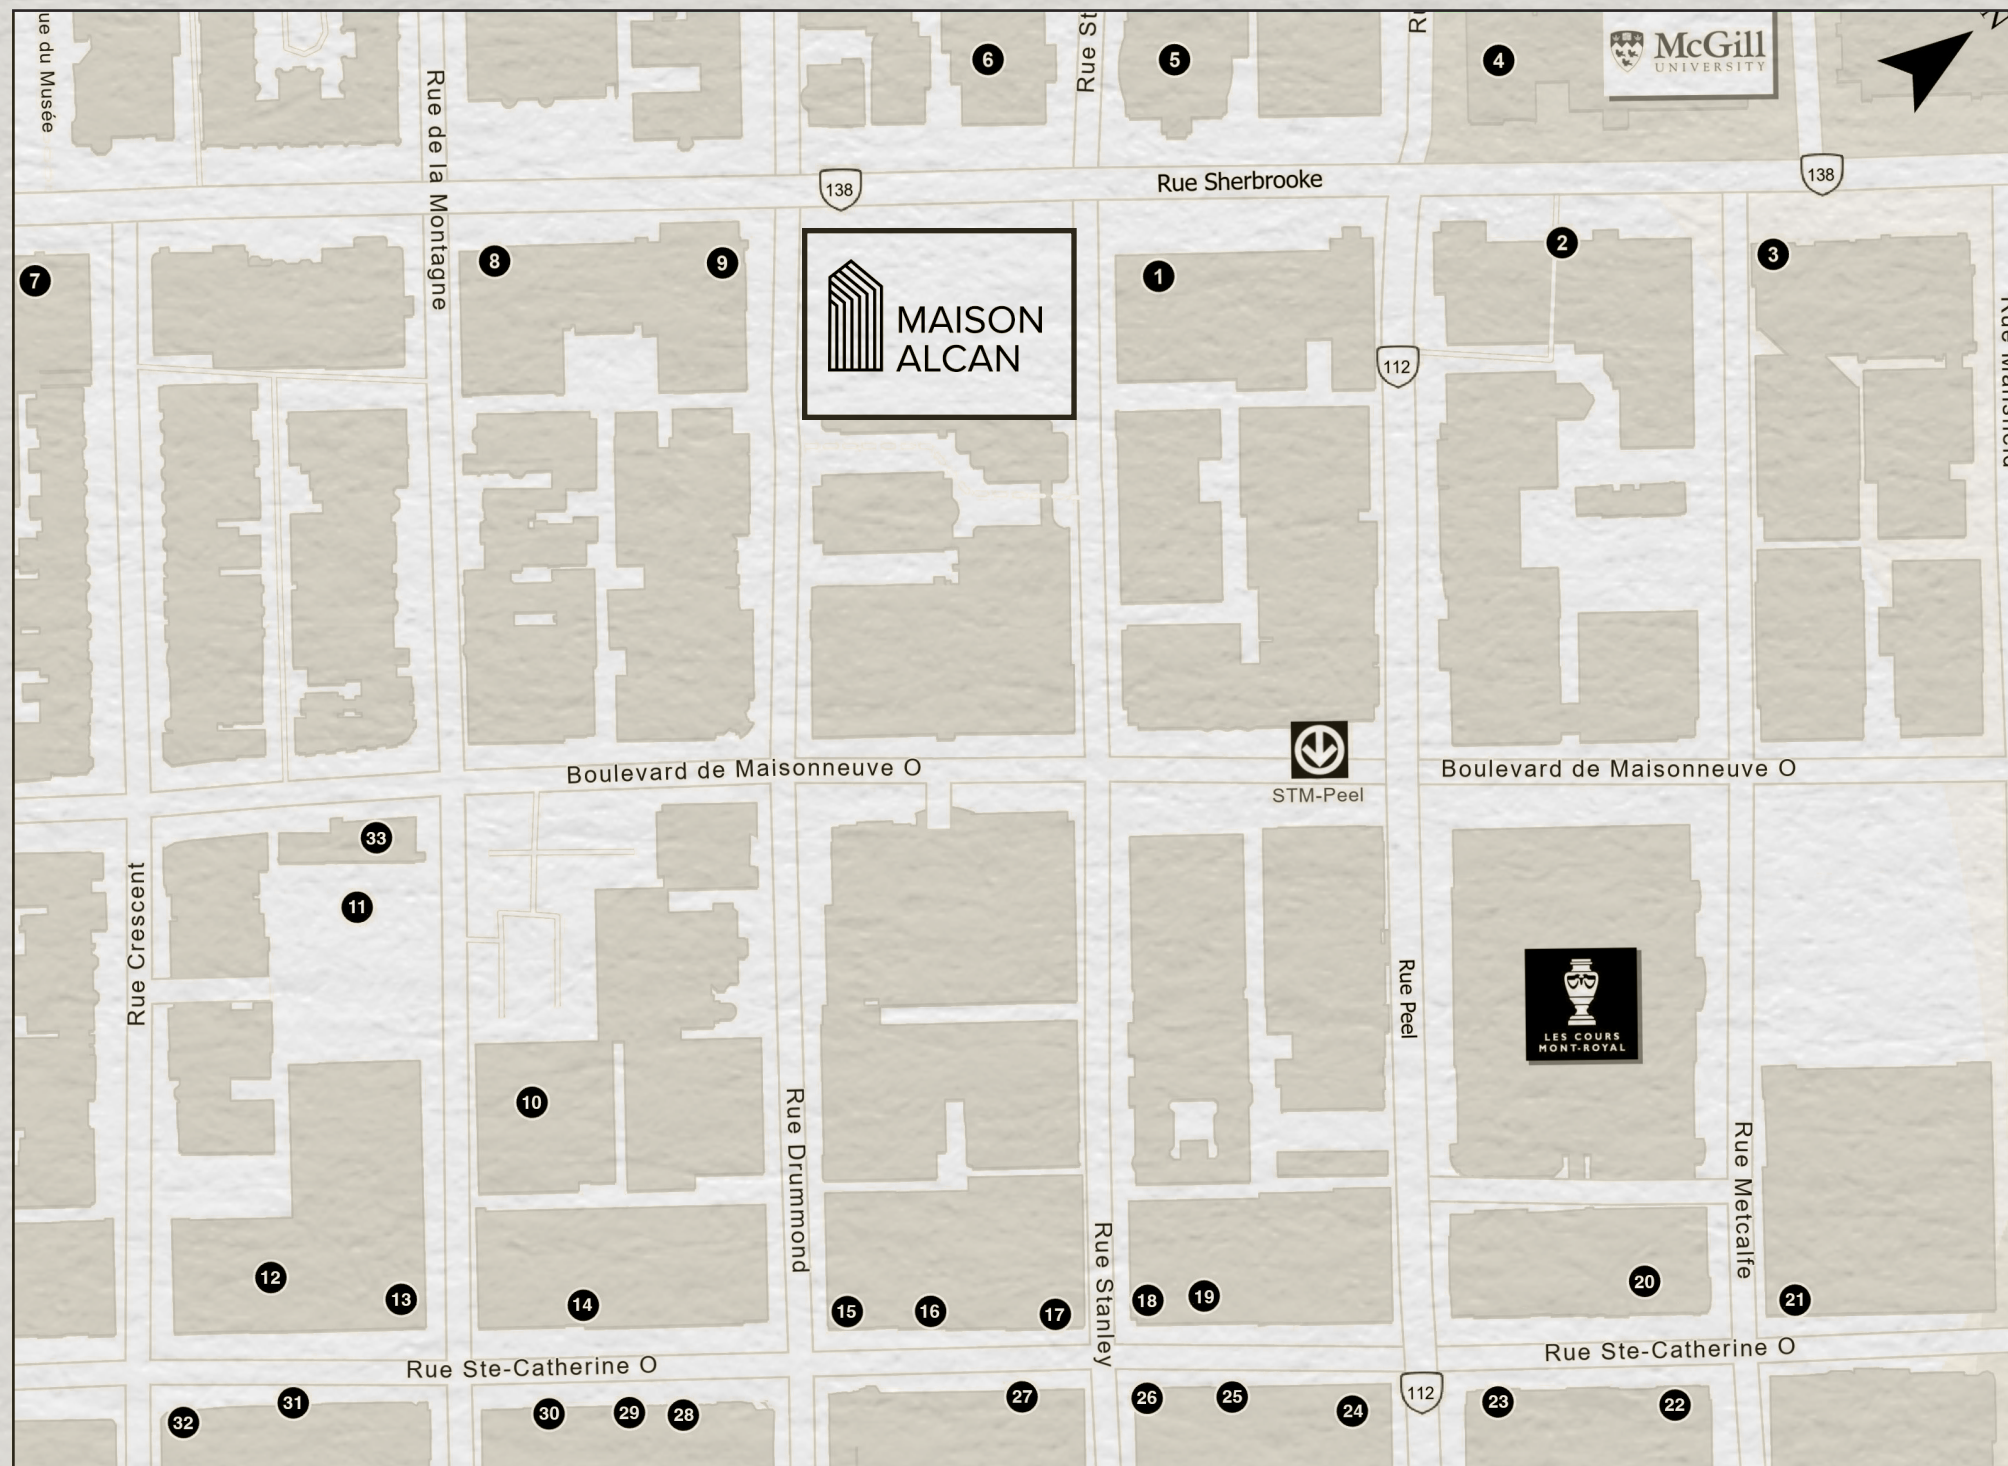 ue du Musée
Rue de la Montagne
6
Rue St
5
4
McGill
UNIVERSITY
138
Rue Sherbrooke
138
7
8
9
MAISON
ALCAN
1
2
3
112
Boulevard de Maisonneuve O
STM-Peel
Boulevard de Maisonneuve O
33
11
Rue Crescent
10
Rue Drummond
Rue Stanley
Rue Peel
LES COURS
MONT-ROYAL
Rue Metcalfe
12
13
14
15
16
17
18
19
20
21
Rue Ste-Catherine O
Rue Ste-Catherine O
32
31
30
29
28
27
26
25
24
112
23
22